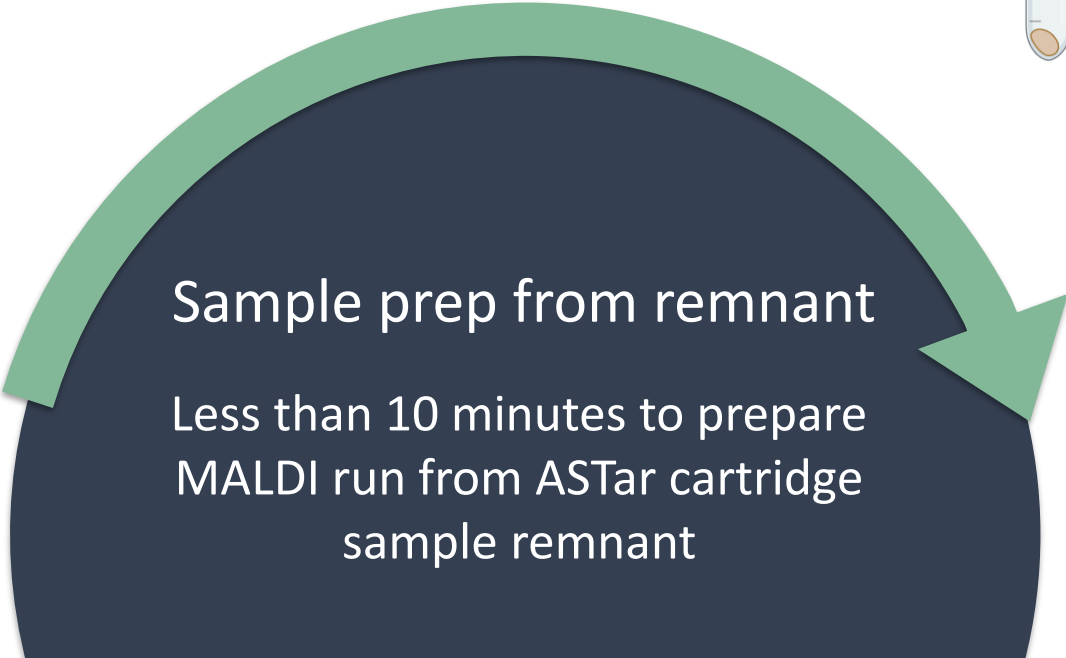 Sample prep from remnant
Less than 10 minutes to prepare
MALDI run from ASTar cartridge
sample remnant